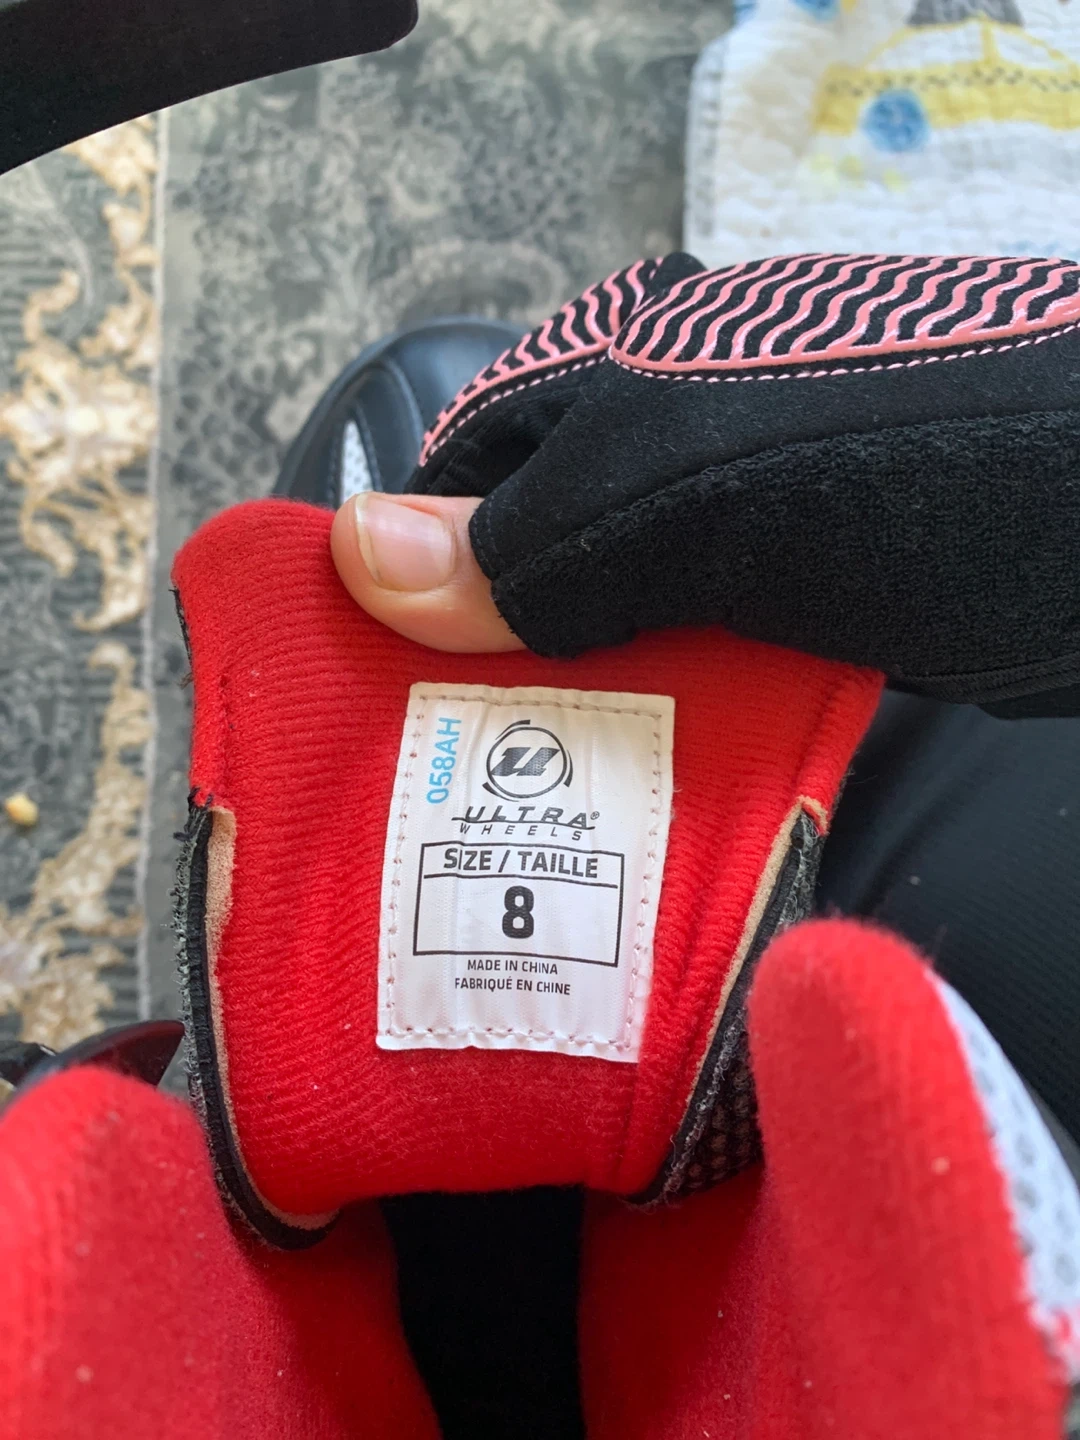 058AH
U
ULTRA®
WHEELS
SIZE / TAILLE
8
MADE IN CHINA
FABRIQUÉ EN CHINE